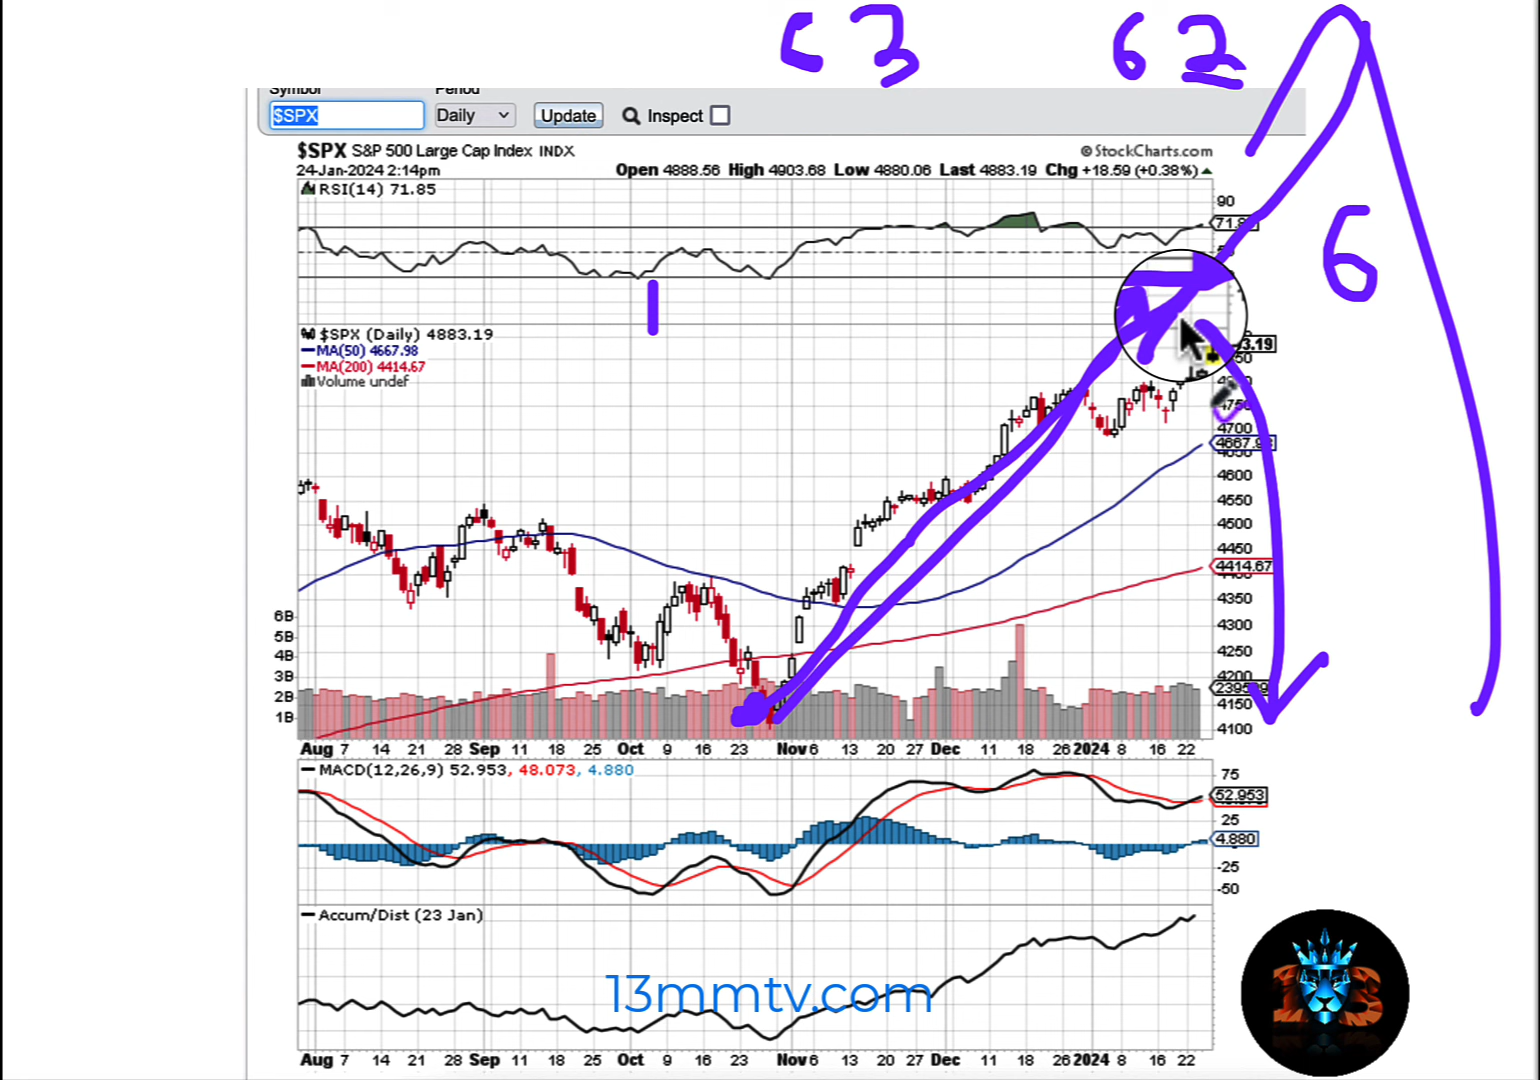 3 6 2
Symbol Period
$SPX Daily Update Inspect
$SPX S&P 500 Large Cap Index INDX © StockCharts.com
24-Jan-2024 2:14pm Open 4888.56 High 4903.68 Low 4880.06 Last 4883.19 Chg +18.59 (+0.38%)
RSI(14) 71.85
90
6
$SPX (Daily) 4883.19
MA(50) 4667.98
MA(200) 4414.67
Volume undef
3.19
4750
4700
4650
4600
4550
4500
4450
4414.67
4350
6B 4300
5B
4B 4250
3B 4200
2B 4150
1B 4100
Aug 7 14 21 28 Sep 11 18 25 Oct 9 16 23 Nov 6 13 20 27 Dec 11 18 26 2024 8 16 22
MACD(12,26,9) 52.953, 48.073, 4.880
75
52.953
25
4.880
-25
-50
Accum/Dist (23 Jan)
13mmtv.com
Aug 7 14 21 28 Sep 11 18 25 Oct 9 16 23 Nov 6 13 20 27 Dec 11 18 26 2024 8 16 22